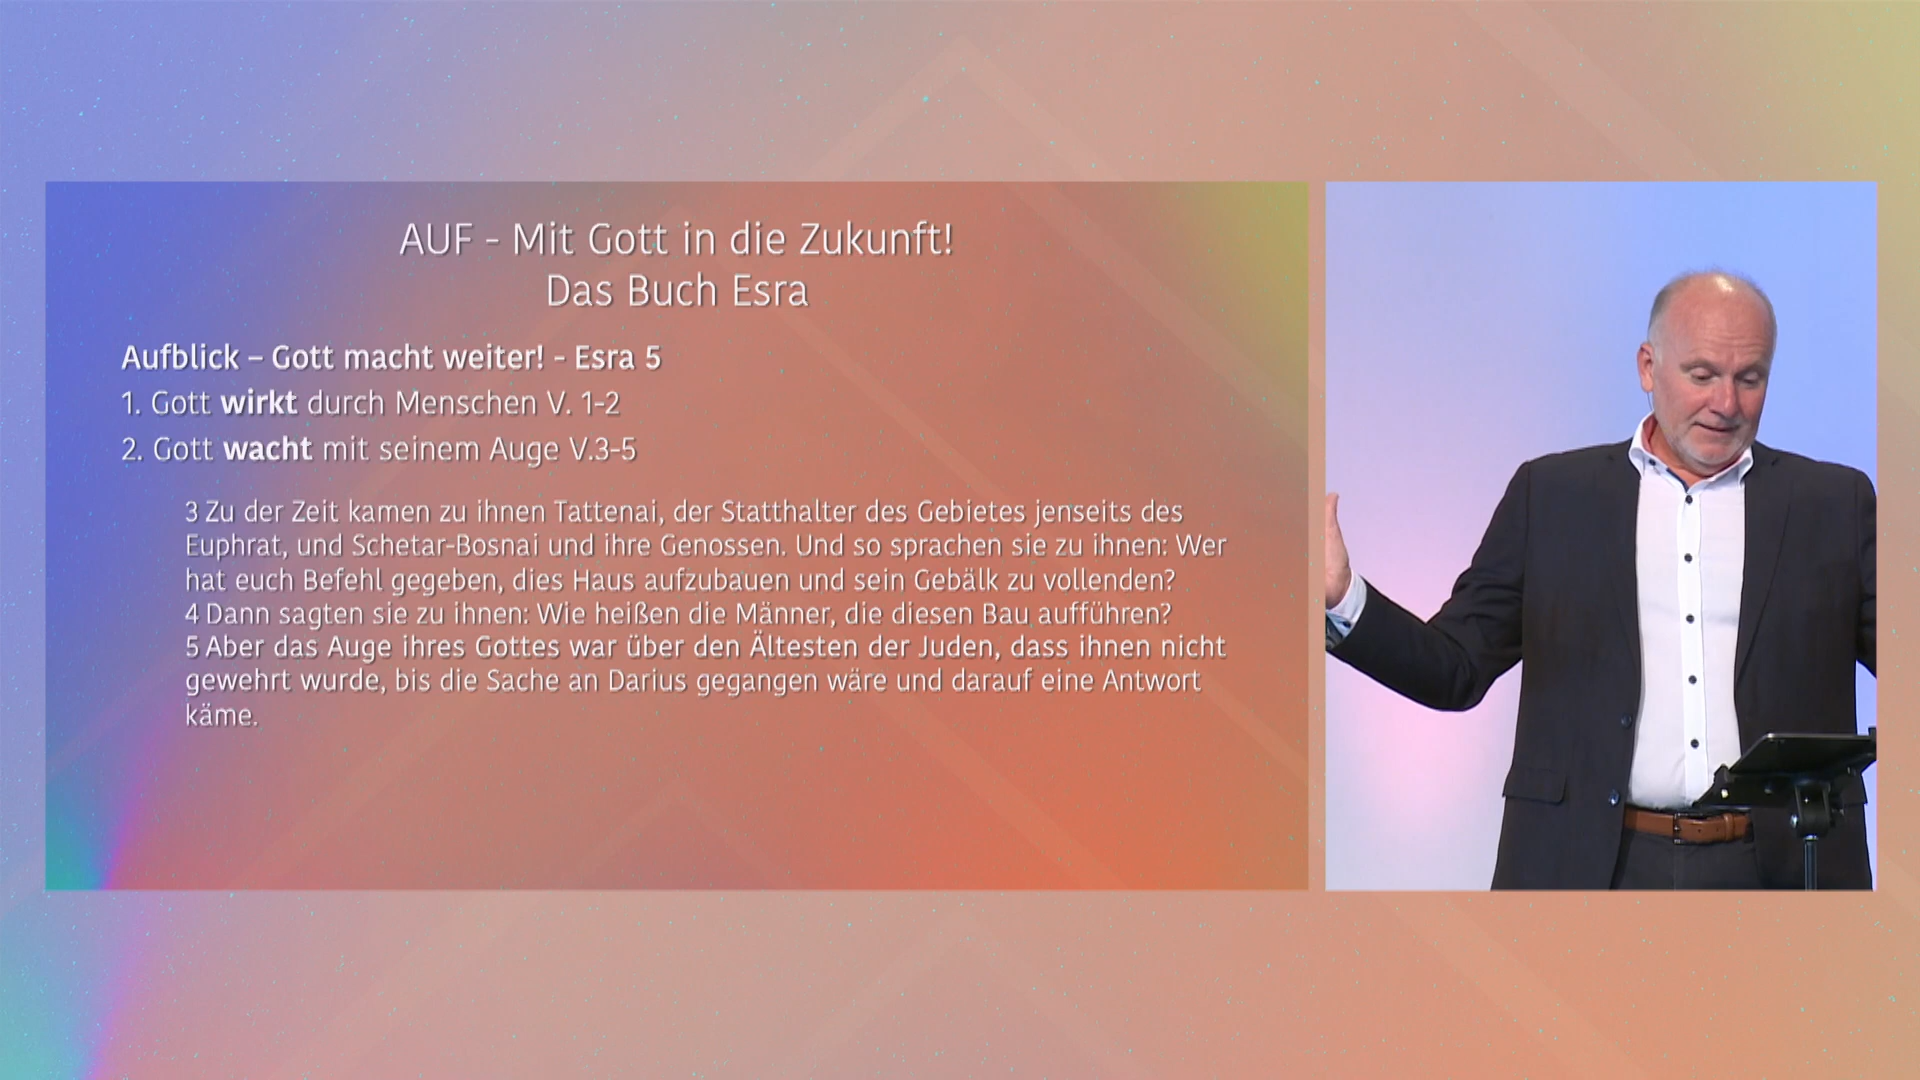 AUF - Mit Gott in die Zukunft!
Das Buch Esra
Aufblick – Gott macht weiter! - Esra 5
1. Gott wirkt durch Menschen V. 1-2
2. Gott wacht mit seinem Auge V.3-5
3 Zu der Zeit kamen zu ihnen Tattenai, der Statthalter des Gebietes jenseits des
Euphrat, und Schetar-Bosnai und ihre Genossen. Und so sprachen sie zu ihnen: Wer
hat euch Befehl gegeben, dies Haus aufzubauen und sein Gebälk zu vollenden?
4 Dann sagten sie zu ihnen: Wie heißen die Männer, die diesen Bau aufführen?
5 Aber das Auge ihres Gottes war über den Ältesten der Juden, dass ihnen nicht
gewehrt wurde, bis die Sache an Darius gegangen wäre und darauf eine Antwort
käme.